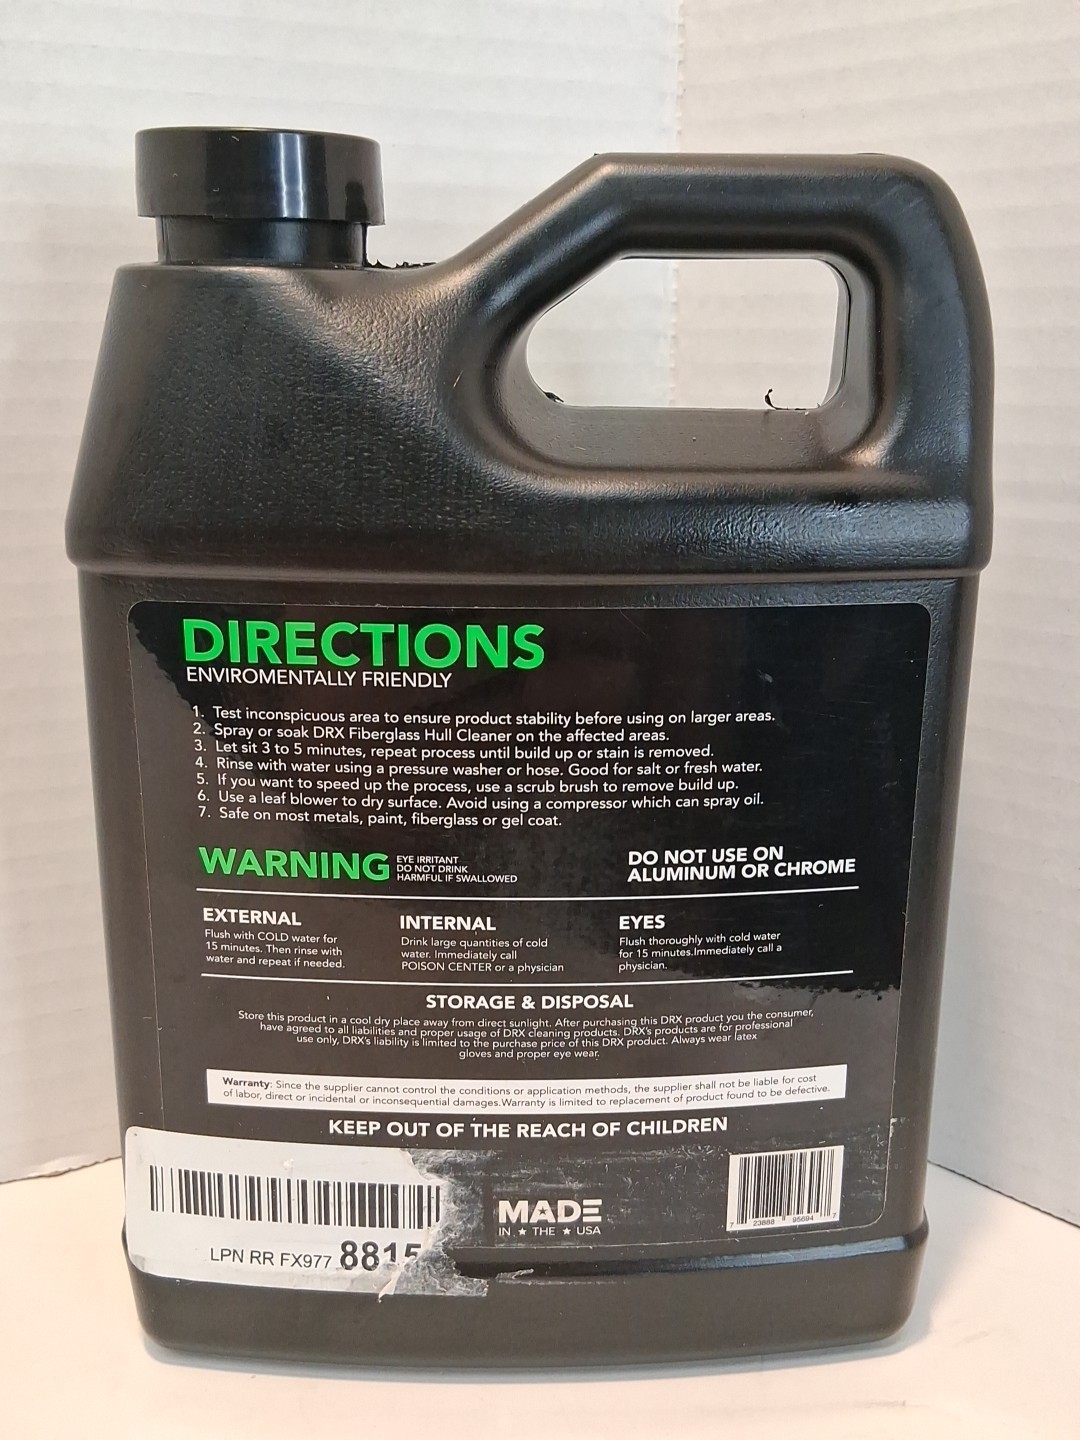 DIRECTIONS
ENVIROMENTALLY FRIENDLY
1. Test inconspicuous area to ensure product stability before using on larger areas.
2. Spray or soak DRX Fiberglass Hull Cleaner on the affected areas.
3. Let sit 3 to 5 minutes, repeat process until build up or stain is removed.
4. Rinse with water using a pressure washer or hose. Good for salt or fresh water.
5. If you want to speed up the process, use a scrub brush to remove build up.
6. Use a leaf blower to dry surface. Avoid using a compressor which can spray oil.
7. Safe on most metals, paint, fiberglass or gel coat.
WARNING
EYE IRRITANT
DO NOT DRINK
HARMFUL IF SWALLOWED
DO NOT USE ON
ALUMINUM OR CHROME
EXTERNAL
Flush with COLD water for
15 minutes. Then rinse with
water and repeat if needed.
INTERNAL
Drink large quantities of cold
water. Immediately call
POISON CENTER or a physician
EYES
Flush thoroughly with cold water
for 15 minutes.Immediately call a
physician.
STORAGE & DISPOSAL
Store this product in a cool dry place away from direct sunlight. After purchasing this DRX product you the consumer,
have agreed to all liabilities and proper usage of DRX cleaning products. DRX's products are for professional
use only, DRX's liability is limited to the purchase price of this DRX product. Always wear latex
gloves and proper eye wear.
Warranty: Since the supplier cannot control the conditions or application methods, the supplier shall not be liable for cost
of labor, direct or incidental or inconsequential damages.Warranty is limited to replacement of product found to be defective.
KEEP OUT OF THE REACH OF CHILDREN
LPN RR FX977 8815
MADE
IN ★ THE ★ USA
7 23688 95694 7